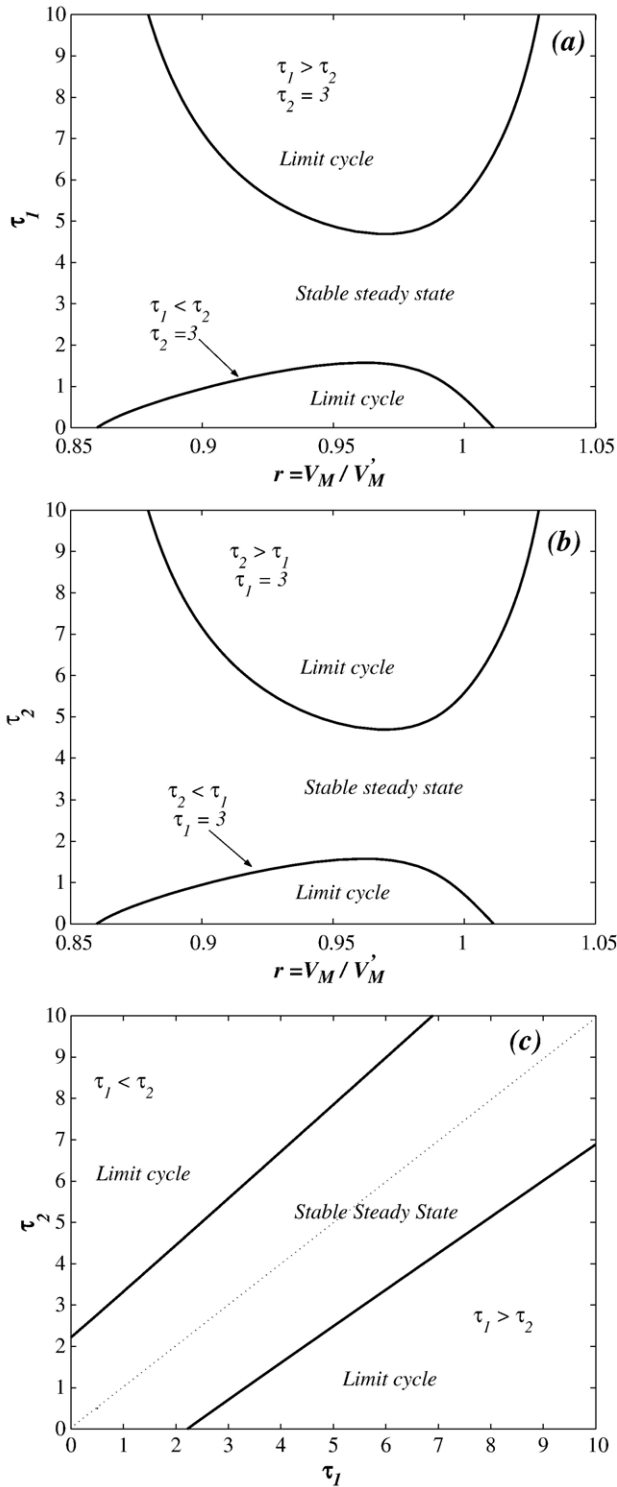 (a)
10
9
8
7
6
5
4
3
2
1
0
τ₁
τ₁ > τ₂
τ₂ = 3
Limit cycle
Stable steady state
τ₁ < τ₂
τ₂ =3
Limit cycle
0.85 0.9 0.95 1 1.05
r =V_M / V'_M
(b)
10
9
8
7
6
5
4
3
2
1
0
τ₂
τ₂ > τ₁
τ₁ = 3
Limit cycle
Stable steady state
τ₂ < τ₁
τ₁ = 3
Limit cycle
0.85 0.9 0.95 1 1.05
r =V_M / V'_M
(c)
10
9
8
7
6
5
4
3
2
1
0
τ₂
τ₁ < τ₂
Limit cycle
Stable Steady State
τ₁ > τ₂
Limit cycle
0 1 2 3 4 5 6 7 8 9 10
τ₁